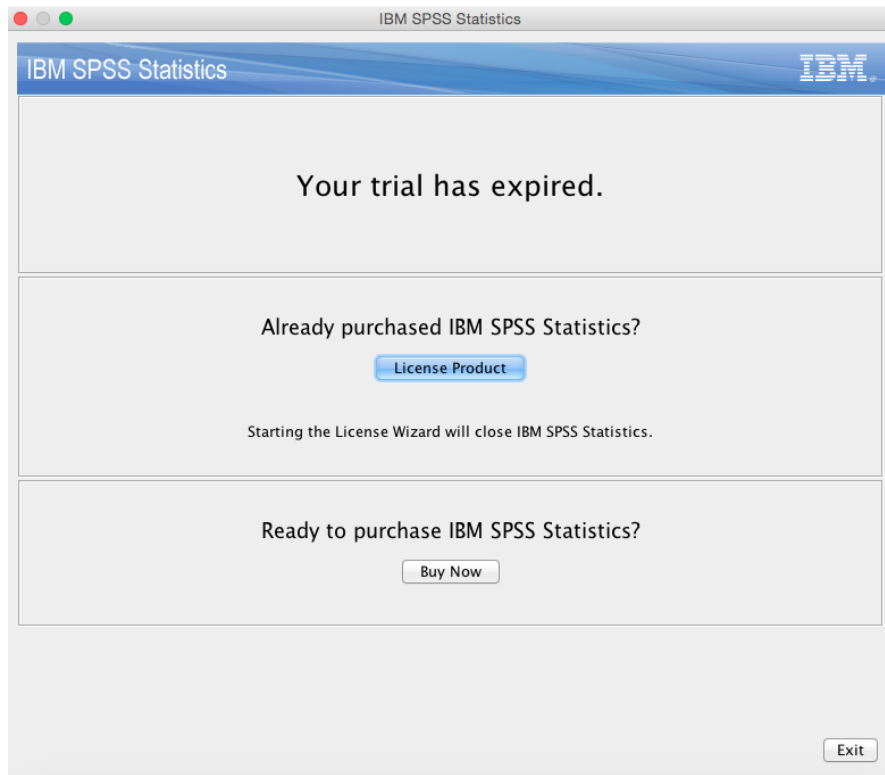 IBM SPSS Statistics
IBM SPSS Statistics IBM.
Your trial has expired.
Already purchased IBM SPSS Statistics?
License Product
Starting the License Wizard will close IBM SPSS Statistics.
Ready to purchase IBM SPSS Statistics?
Buy Now
Exit